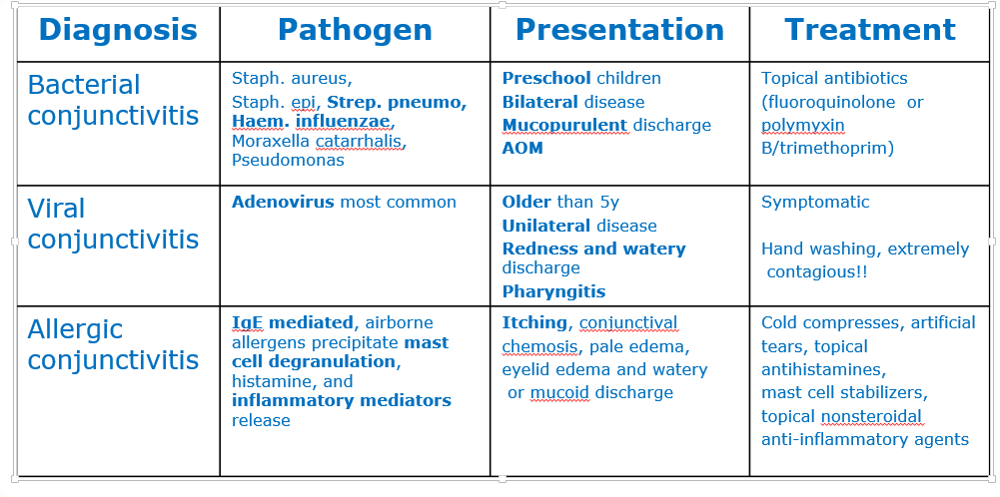 Diagnosis
Pathogen
Presentation
Treatment
Bacterial
conjunctivitis
Staph. aureus,
Staph. epi, Strep. pneumo,
Haem. influenzae,
Moraxella catarrhalis,
Pseudomonas
Preschool children
Bilateral disease
Mucopurulent discharge
AOM
Topical antibiotics
(fluoroquinolone or
polymyxin
B/trimethoprim)
Viral
conjunctivitis
Adenovirus most common
Older than 5y
Unilateral disease
Redness and watery
discharge
Pharyngitis
Symptomatic
Hand washing, extremely
contagious!!
Allergic
conjunctivitis
IgE mediated, airborne
allergens precipitate mast
cell degranulation,
histamine, and
inflammatory mediators
release
Itching, conjunctival
chemosis, pale edema,
eyelid edema and watery
or mucoid discharge
Cold compresses, artificial
tears, topical
antihistamines,
mast cell stabilizers,
topical nonsteroidal
anti-inflammatory agents